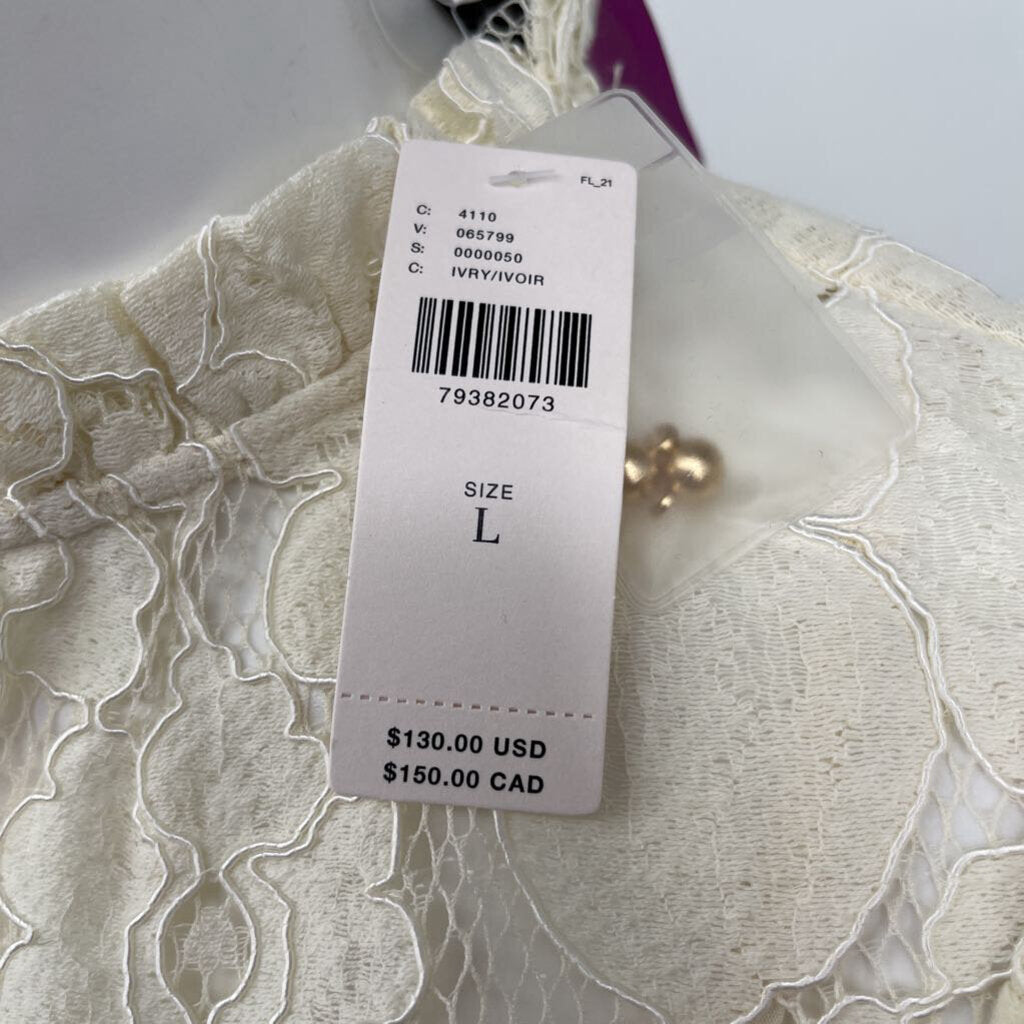 FL_21
C: 4110
V: 065799
S: 0000050
C: IVRY/IVOIR
79382073
SIZE
L
$130.00 USD
$150.00 CAD